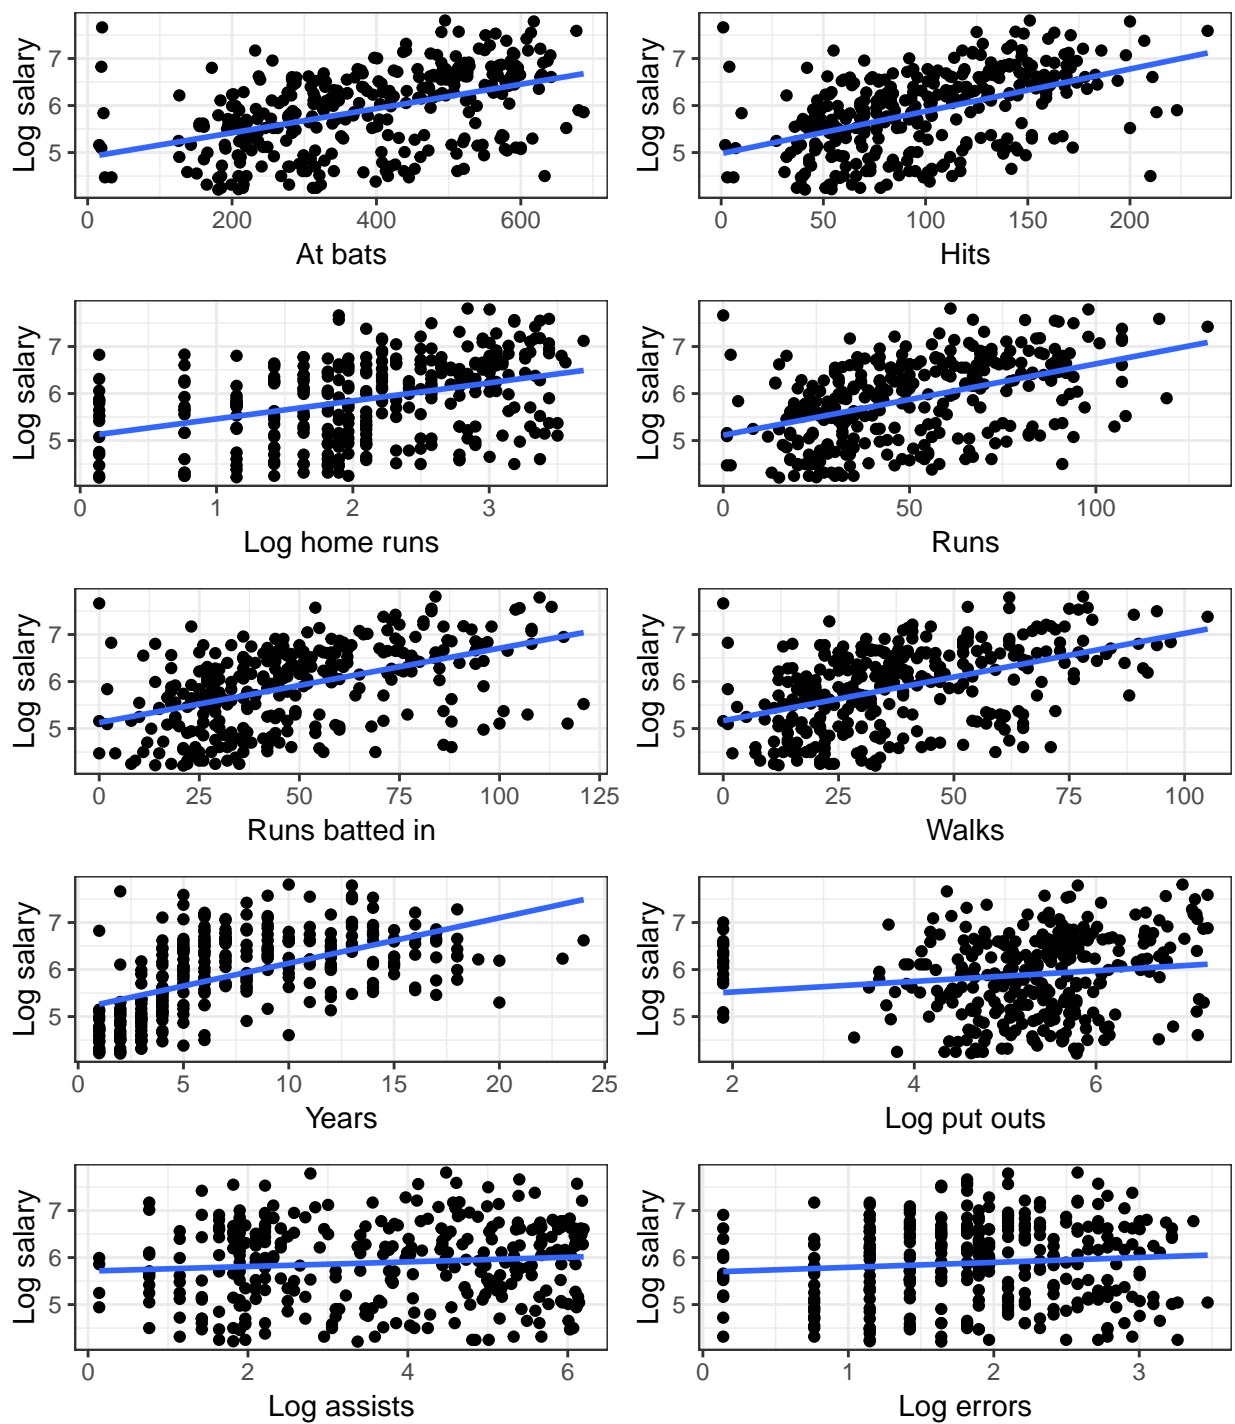 Log salary
7
6
5
0 200 400 600
At bats
Log salary
7
6
5
0 50 100 150 200
Hits
Log salary
7
6
5
0 1 2 3
Log home runs
Log salary
7
6
5
0 50 100
Runs
Log salary
7
6
5
0 25 50 75 100 125
Runs batted in
Log salary
7
6
5
0 25 50 75 100
Walks
Log salary
7
6
5
0 5 10 15 20 25
Years
Log salary
7
6
5
2 4 6
Log put outs
Log salary
7
6
5
0 2 4 6
Log assists
Log salary
7
6
5
0 1 2 3
Log errors